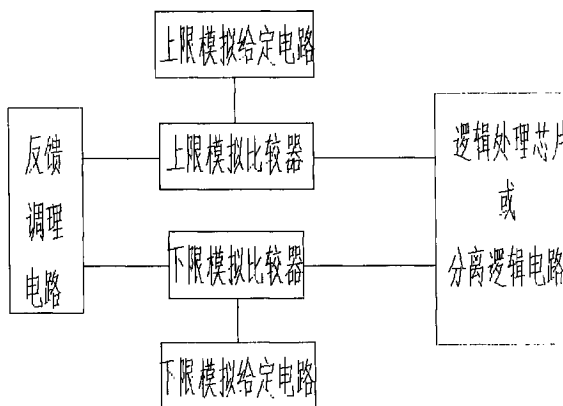 上限模拟给定电路
反馈
调理
电路
上限模拟比较器
下限模拟比较器
下限模拟给定电路
逻辑处理芯片
或
分离逻辑电路